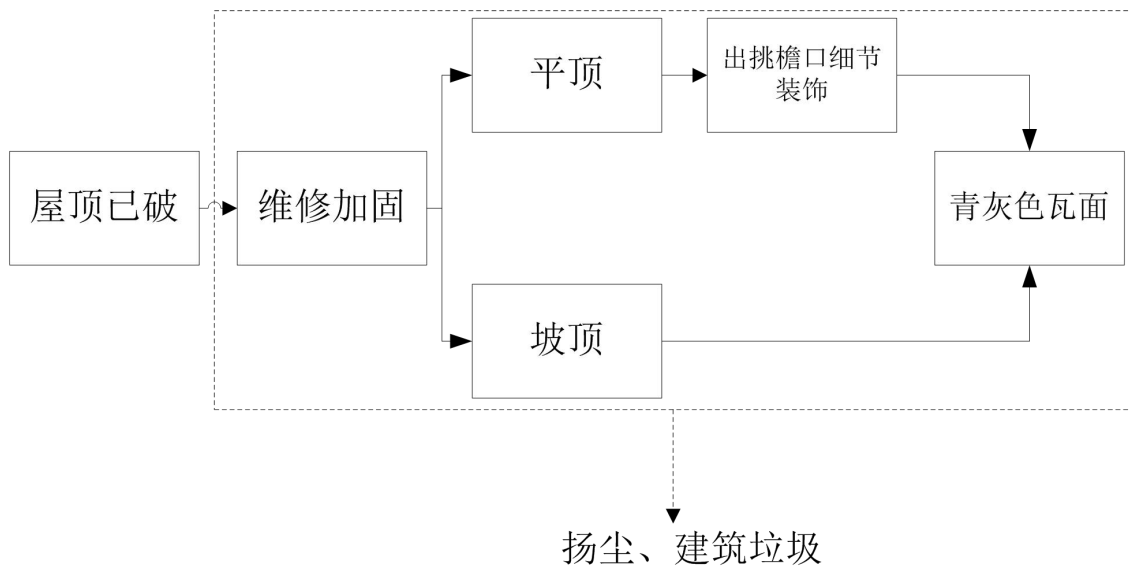 平顶
出挑檐口细节
装饰
屋顶已破
维修加固
青灰色瓦面
坡顶
扬尘、建筑垃圾